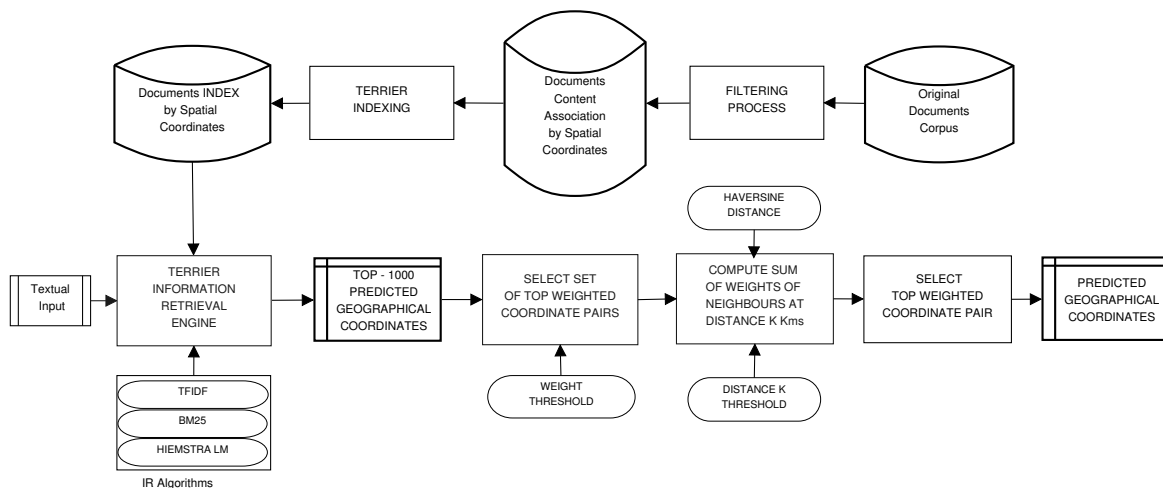 Documents INDEX
by Spatial
Coordinates
TERRIER
INDEXING
Documents
Content
Association
by Spatial
Coordinates
FILTERING
PROCESS
Original
Documents
Corpus
HAVERSINE
DISTANCE
Textual
Input
TERRIER
INFORMATION
RETRIEVAL
ENGINE
TOP - 1000
PREDICTED
GEOGRAPHICAL
COORDINATES
SELECT SET
OF TOP WEIGHTED
COORDINATE PAIRS
COMPUTE SUM
OF WEIGHTS OF
NEIGHBOURS AT
DISTANCE K Kms
SELECT
TOP WEIGHTED
COORDINATE PAIR
PREDICTED
GEOGRAPHICAL
COORDINATES
TFIDF
BM25
HIEMSTRA LM
IR Algorithms
WEIGHT
THRESHOLD
DISTANCE K
THRESHOLD